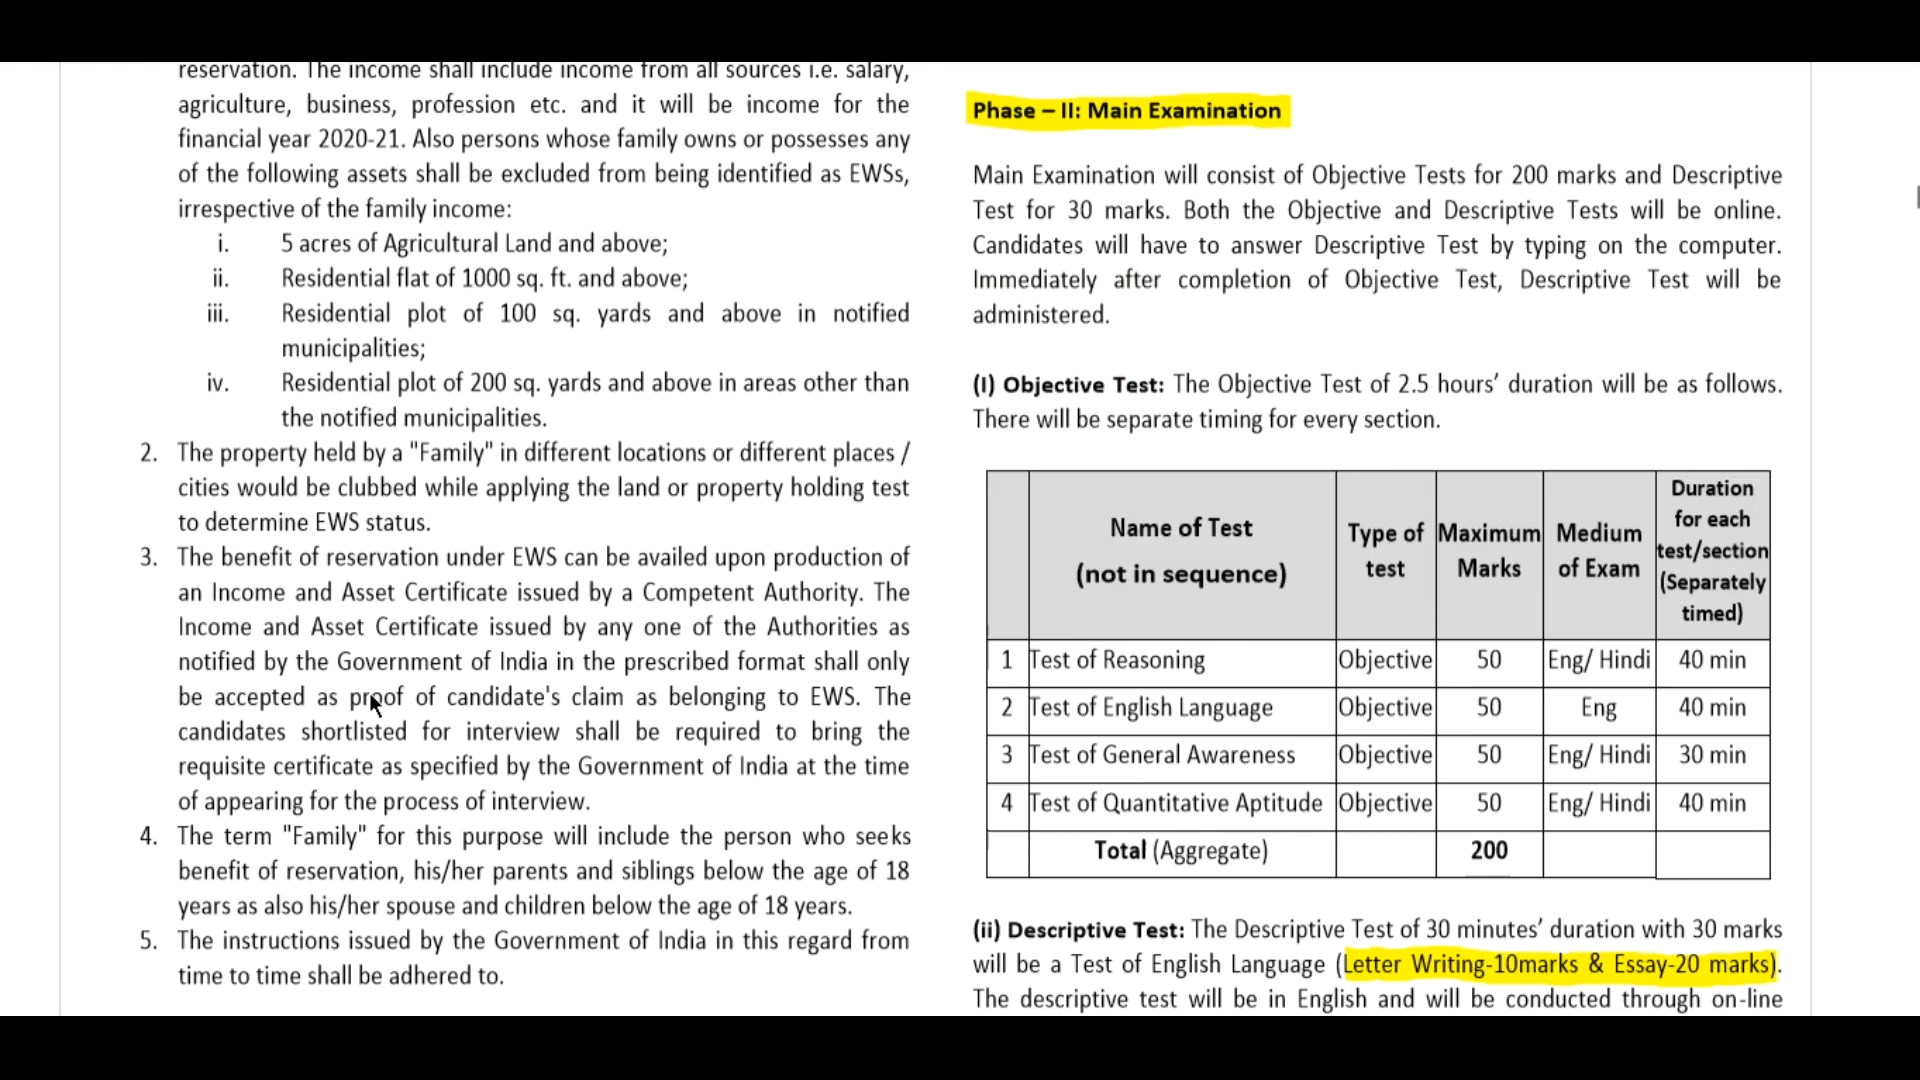 reservation. The income shall include income from all sources i.e. salary,
agriculture, business, profession etc. and it will be income for the
financial year 2020-21. Also persons whose family owns or possesses any
of the following assets shall be excluded from being identified as EWSs,
irrespective of the family income:
i. 5 acres of Agricultural Land and above;
ii. Residential flat of 1000 sq. ft. and above;
iii. Residential plot of 100 sq. yards and above in notified
municipalities;
iv. Residential plot of 200 sq. yards and above in areas other than
the notified municipalities.
2. The property held by a "Family" in different locations or different places /
cities would be clubbed while applying the land or property holding test
to determine EWS status.
3. The benefit of reservation under EWS can be availed upon production of
an Income and Asset Certificate issued by a Competent Authority. The
Income and Asset Certificate issued by any one of the Authorities as
notified by the Government of India in the prescribed format shall only
be accepted as proof of candidate's claim as belonging to EWS. The
candidates shortlisted for interview shall be required to bring the
requisite certificate as specified by the Government of India at the time
of appearing for the process of interview.
4. The term "Family" for this purpose will include the person who seeks
benefit of reservation, his/her parents and siblings below the age of 18
years as also his/her spouse and children below the age of 18 years.
5. The instructions issued by the Government of India in this regard from
time to time shall be adhered to.
Phase – II: Main Examination
Main Examination will consist of Objective Tests for 200 marks and Descriptive
Test for 30 marks. Both the Objective and Descriptive Tests will be online.
Candidates will have to answer Descriptive Test by typing on the computer.
Immediately after completion of Objective Test, Descriptive Test will be
administered.
(I) Objective Test: The Objective Test of 2.5 hours’ duration will be as follows.
There will be separate timing for every section.
Name of Test
(not in sequence)
Type of
test
Maximum
Marks
Medium
of Exam
Duration
for each
test/section
(Separately
timed)
1 Test of Reasoning Objective 50 Eng/ Hindi 40 min
2 Test of English Language Objective 50 Eng 40 min
3 Test of General Awareness Objective 50 Eng/ Hindi 30 min
4 Test of Quantitative Aptitude Objective 50 Eng/ Hindi 40 min
Total (Aggregate) 200
(ii) Descriptive Test: The Descriptive Test of 30 minutes’ duration with 30 marks
will be a Test of English Language (Letter Writing-10marks & Essay-20 marks).
The descriptive test will be in English and will be conducted through on-line